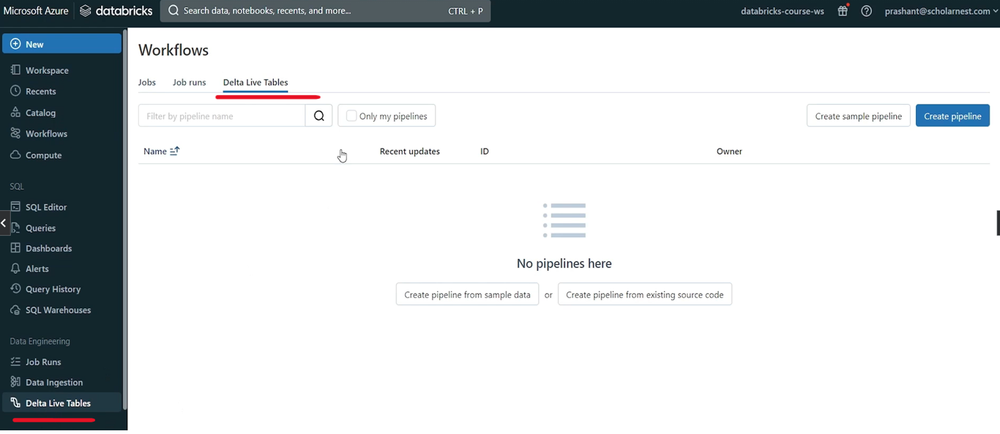 Microsoft Azure databricks Search data, notebooks, recents, and more... CTRL + P databricks-course-ws prashant@scholarnest.com
New
Workspace
Recents
Catalog
Workflows
Compute
SQL
SQL Editor
Queries
Dashboards
Alerts
Query History
SQL Warehouses
Data Engineering
Job Runs
Data Ingestion
Delta Live Tables
Workflows
Jobs Job runs Delta Live Tables
Filter by pipeline name Only my pipelines Create sample pipeline Create pipeline
Name Recent updates ID Owner
No pipelines here
Create pipeline from sample data or Create pipeline from existing source code